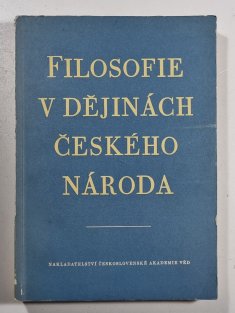 FILOSOFIE
V DĚJINÁCH
ČESKÉHO
NÁRODA
NAKLADATELSTVÍ ČESKOSLOVENSKÉ AKADEMIE VĚD